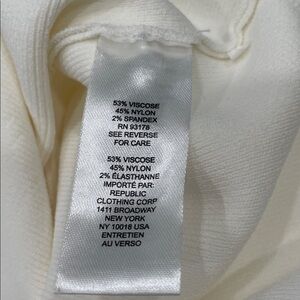 53% VISCOSE
45% NYLON
2% SPANDEX
RN 93178
SEE REVERSE
FOR CARE
53% VISCOSE
45% NYLON
2% ÉLASTHANNE
IMPORTÉ PAR:
REPUBLIC
CLOTHING CORP
1411 BROADWAY
NEW YORK
NY 10018 USA
ENTRETIEN
AU VERSO